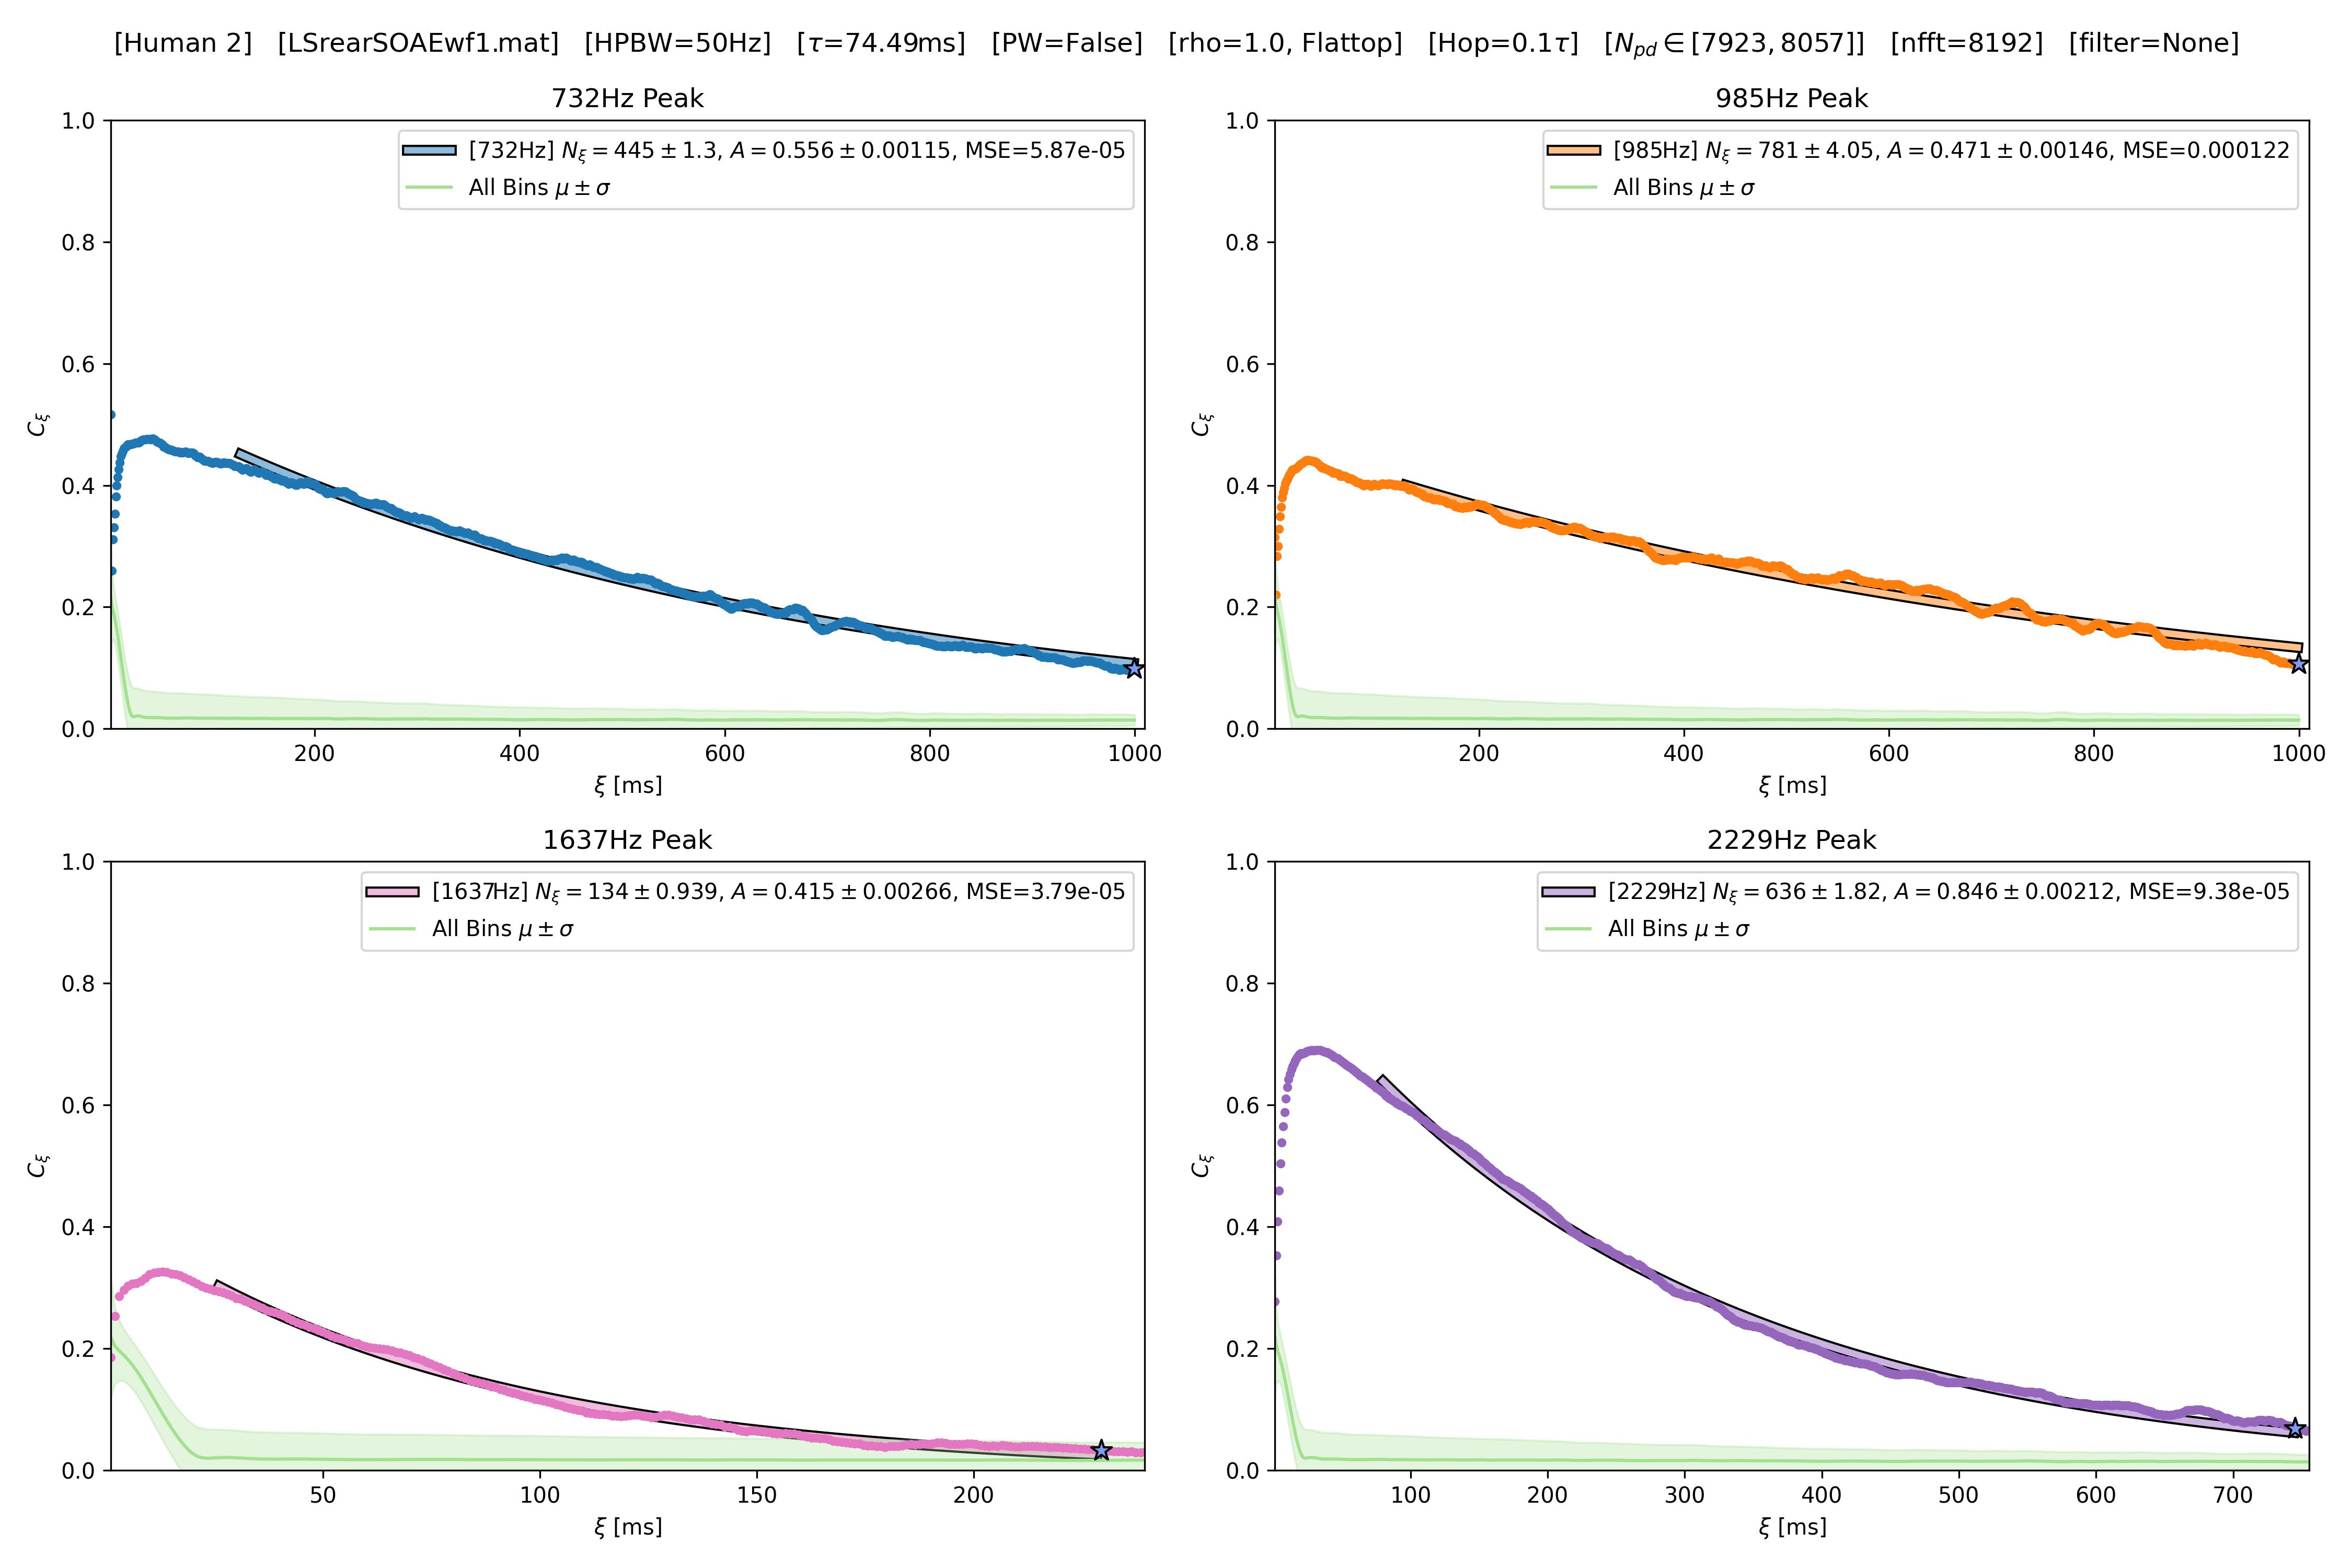 [Human 2] [LSrearSOAEwf1.mat] [HPBW=50Hz] [τ=74.49ms] [PW=False] [rho=1.0, Flattop] [Hop=0.1τ] [N_{pd} ∈ [7923, 8057]] [nfft=8192] [filter=None]
732Hz Peak
1.0
0.8
0.6
0.4
0.2
0.0
C_ξ
[732Hz] N_ξ = 445 ± 1.3, A = 0.556 ± 0.00115, MSE=5.87e-05
All Bins μ ± σ
200 400 600 800 1000
ξ [ms]
985Hz Peak
1.0
0.8
0.6
0.4
0.2
0.0
C_ξ
[985Hz] N_ξ = 781 ± 4.05, A = 0.471 ± 0.00146, MSE=0.000122
All Bins μ ± σ
200 400 600 800 1000
ξ [ms]
1637Hz Peak
1.0
0.8
0.6
0.4
0.2
0.0
C_ξ
[1637Hz] N_ξ = 134 ± 0.939, A = 0.415 ± 0.00266, MSE=3.79e-05
All Bins μ ± σ
50 100 150 200
ξ [ms]
2229Hz Peak
1.0
0.8
0.6
0.4
0.2
0.0
C_ξ
[2229Hz] N_ξ = 636 ± 1.82, A = 0.846 ± 0.00212, MSE=9.38e-05
All Bins μ ± σ
100 200 300 400 500 600 700
ξ [ms]